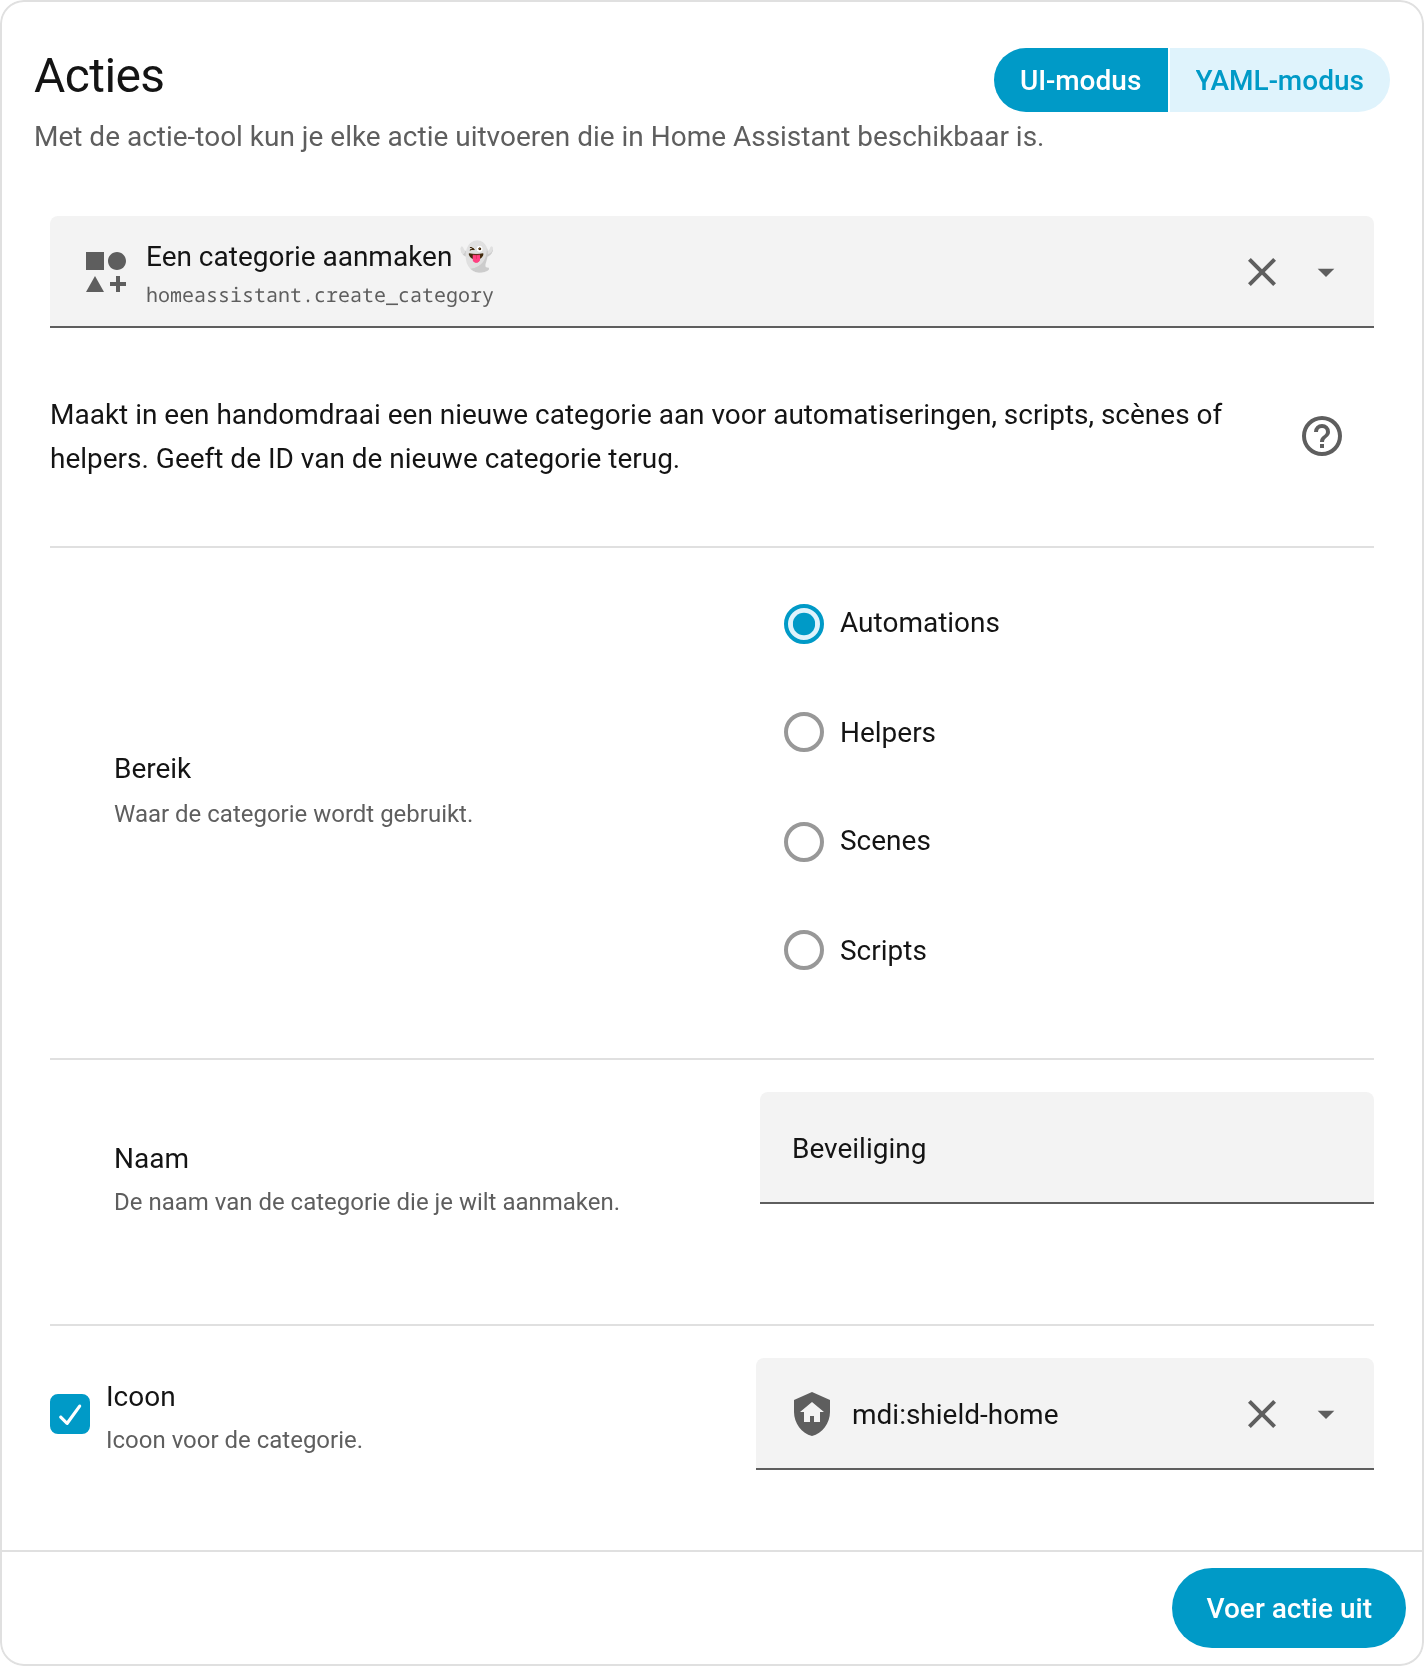 Acties
UI-modus
YAML-modus
Met de actie-tool kun je elke actie uitvoeren die in Home Assistant beschikbaar is.
Een categorie aanmaken 👻
homeassistant.create_category
Maakt in een handomdraai een nieuwe categorie aan voor automatiseringen, scripts, scènes of
helpers. Geeft de ID van de nieuwe categorie terug.
Bereik
Waar de categorie wordt gebruikt.
Automations
Helpers
Scenes
Scripts
Naam
De naam van de categorie die je wilt aanmaken.
Beveiliging
Icoon
Icoon voor de categorie.
mdi:shield-home
Voer actie uit